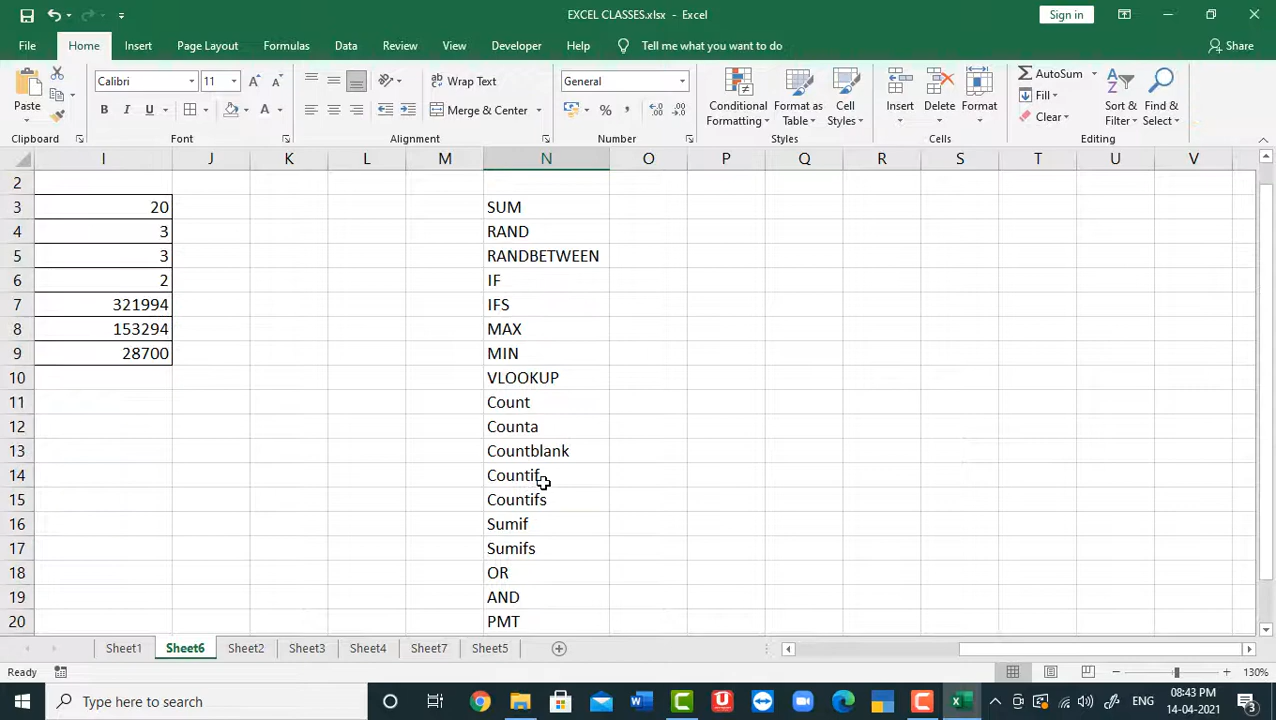 EXCEL CLASSES.xlsx - Excel
Sign in
File Home Insert Page Layout Formulas Data Review View Developer Help Tell me what you want to do Share
Calibri 11 Wrap Text General AutoSum
Fill
Paste B I U A Merge & Center % , Conditional Formatting Format as Table Cell Styles Insert Delete Format Clear Sort & Filter Find & Select
Clipboard Font Alignment Number Styles Cells Editing
I J K L M N O P Q R S T U V
2
3 20 SUM
4 3 RAND
5 3 RANDBETWEEN
6 2 IF
7 321994 IFS
8 153294 MAX
9 28700 MIN
10 VLOOKUP
11 Count
12 Counta
13 Countblank
14 Countif
15 Countifs
16 Sumif
17 Sumifs
18 OR
19 AND
20 PMT
Sheet1 Sheet6 Sheet2 Sheet3 Sheet4 Sheet7 Sheet5
Ready 130%
Type here to search ENG 08:43 PM
14-04-2021 3